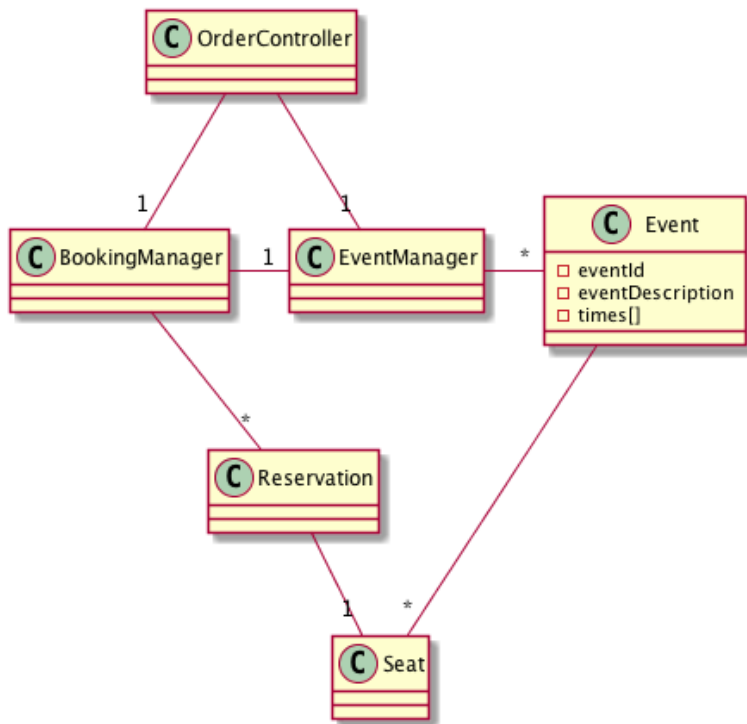 C OrderController
1
1
C BookingManager
1
C EventManager
*
C Event
eventId
eventDescription
times[]
*
C Reservation
1
*
C Seat